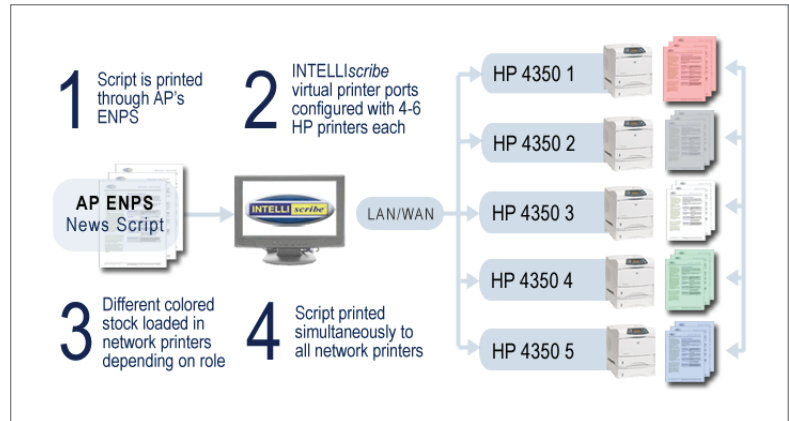 1
Script is printed
through AP's
ENPS
2
INTELLIscribe
virtual printer ports
configured with 4-6
HP printers each
AP ENPS
News Script
INTELLIscribe
LAN/WAN
3
Different colored
stock loaded in
network printers
depending on role
4
Script printed
simultaneously to
all network printers
HP 4350 1
HP 4350 2
HP 4350 3
HP 4350 4
HP 4350 5